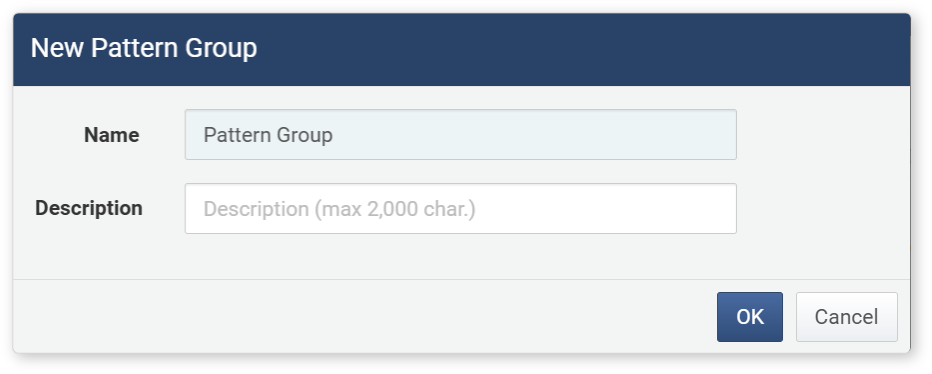 New Pattern Group
Name Pattern Group
Description Description (max 2,000 char.)
OK Cancel